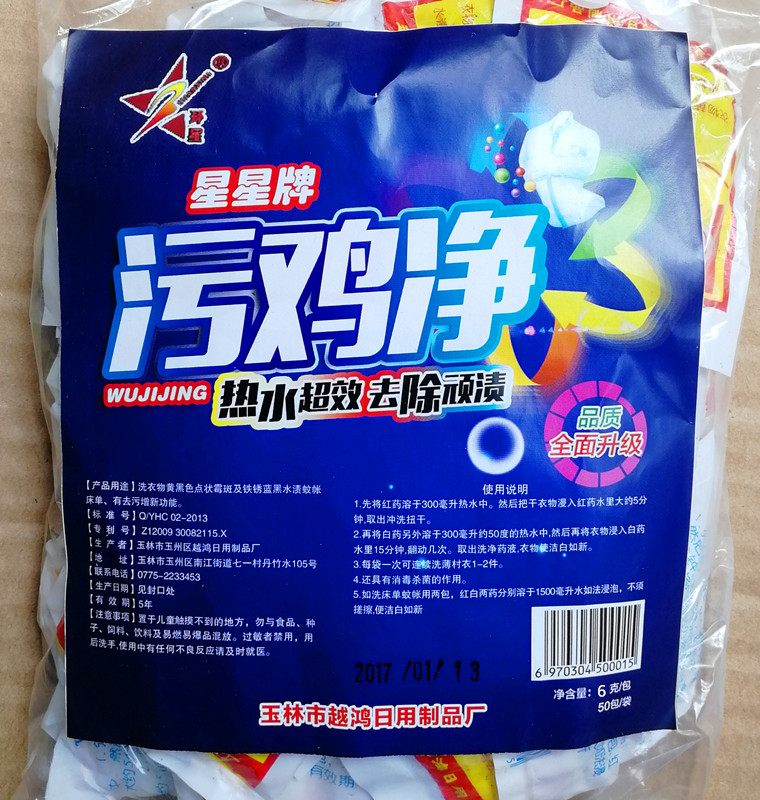 玲星
星星牌
污鸡净
WUJIJING
热水超效 去除顽渍
品质
全面升级
【产品用途】洗衣物黄黑色点状霉斑及铁锈蓝黑水渍蚊帐
床单、有去污增新功能。
【标 准 号】Q/YHC 02-2013
【专 利 号】Z12009 30082115.X
【生 产 者】玉林市玉州区越鸿日用制品厂
【地 址】玉林市玉州区南江街道七一村丹竹水105号
【联系电话】0775-2233453
【生产日期】见封口处
【有 效 期】5年
【注意事项】置于儿童触摸不到的地方，勿与食品、种
子、饲料、饮料及易燃易爆品混放。过敏者禁用，用
后洗手,使用中有任何不良反应请及时就医。
使用说明
1.先将红药溶于300毫升热水中。然后把干衣物浸入红药水里大约5分
钟,取出冲洗扭干。
2.再将白药另外溶于300毫升约50度的热水中,然后再将衣物浸入白药
水里15分钟,翻动几次。取出洗净药液,衣物便洁白如新。
3.每袋一次可连续洗薄衬衣1-2件。
4.还具有消毒杀菌的作用。
5.如洗床单蚊帐用两包，红白两药分别溶于1500毫升水如法浸泡，不须
搓擦,便洁白如新
2017 /01/ 13
6 970304 500015
净含量：6 克/包
50包/袋
玉林市越鸿日用制品厂
有效期